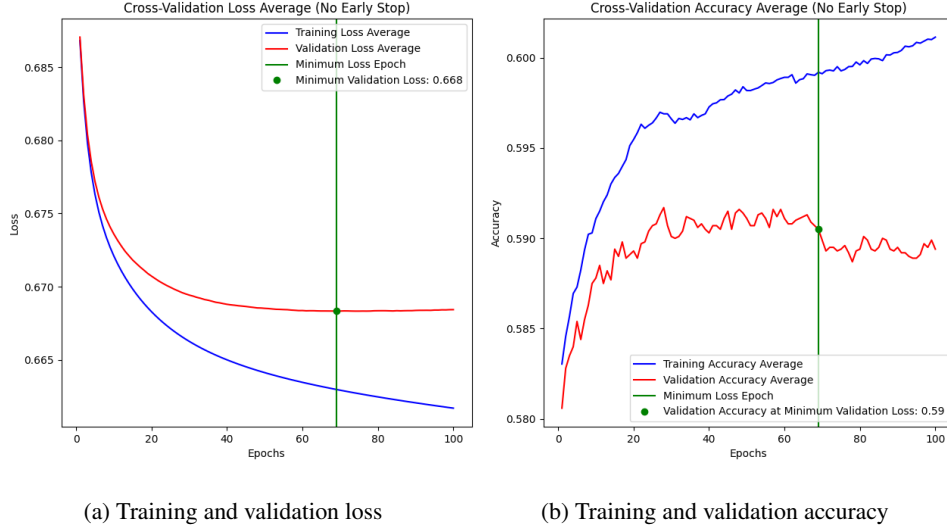 Cross-Validation Loss Average (No Early Stop)
Training Loss Average
Validation Loss Average
Minimum Loss Epoch
Minimum Validation Loss: 0.668
0.685
0.680
0.675
0.670
0.665
Loss
0 20 40 60 80 100
Epochs
(a) Training and validation loss
Cross-Validation Accuracy Average (No Early Stop)
0.600
0.595
0.590
0.585
0.580
Accuracy
Training Accuracy Average
Validation Accuracy Average
Minimum Loss Epoch
Validation Accuracy at Minimum Validation Loss: 0.59
0 20 40 60 80 100
Epochs
(b) Training and validation accuracy